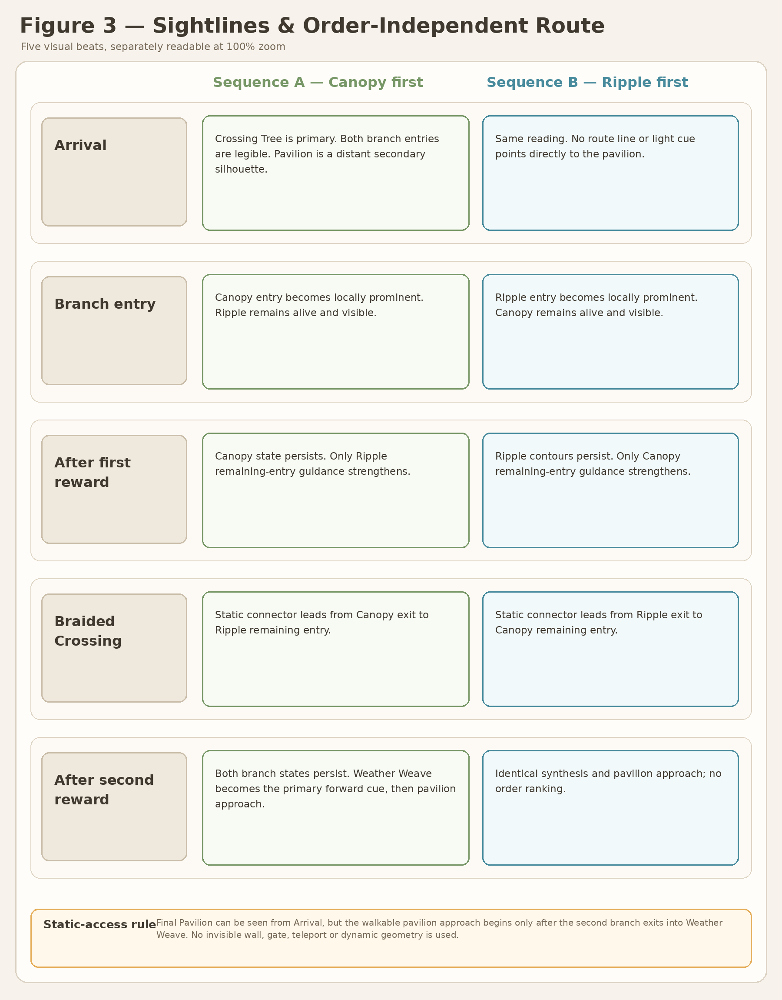 Figure 3 — Sightlines & Order-Independent Route
Five visual beats, separately readable at 100% zoom
Sequence A — Canopy first
Sequence B — Ripple first
Arrival
Crossing Tree is primary. Both branch entries
are legible. Pavilion is a distant secondary
silhouette.
Same reading. No route line or light cue
points directly to the pavilion.
Branch entry
Canopy entry becomes locally prominent.
Ripple remains alive and visible.
Ripple entry becomes locally prominent.
Canopy remains alive and visible.
After first
reward
Canopy state persists. Only Ripple
remaining-entry guidance strengthens.
Ripple contours persist. Only Canopy
remaining-entry guidance strengthens.
Braided
Crossing
Static connector leads from Canopy exit to
Ripple remaining entry.
Static connector leads from Ripple exit to
Canopy remaining entry.
After second
reward
Both branch states persist. Weather Weave
becomes the primary forward cue, then pavilion
approach.
Identical synthesis and pavilion approach; no
order ranking.
Static-access rule
Final Pavilion can be seen from Arrival, but the walkable pavilion approach begins only after the second branch exits into Weather
Weave. No invisible wall, gate, teleport or dynamic geometry is used.